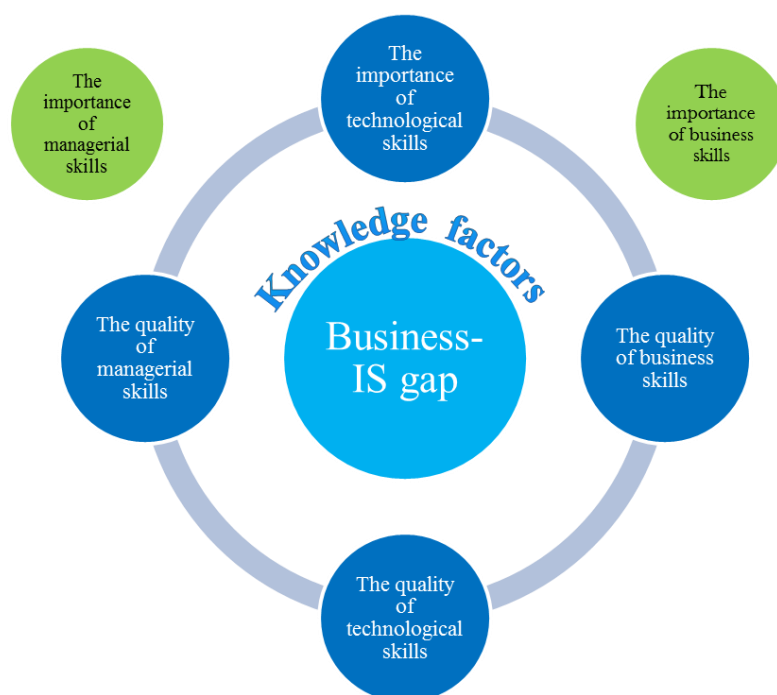 The
importance
of
managerial
skills
The
importance
of
technological
skills
The
importance
of business
skills
Knowledge factors
Business-
IS gap
The quality
of
managerial
skills
The quality
of business
skills
The quality
of
technological
skills